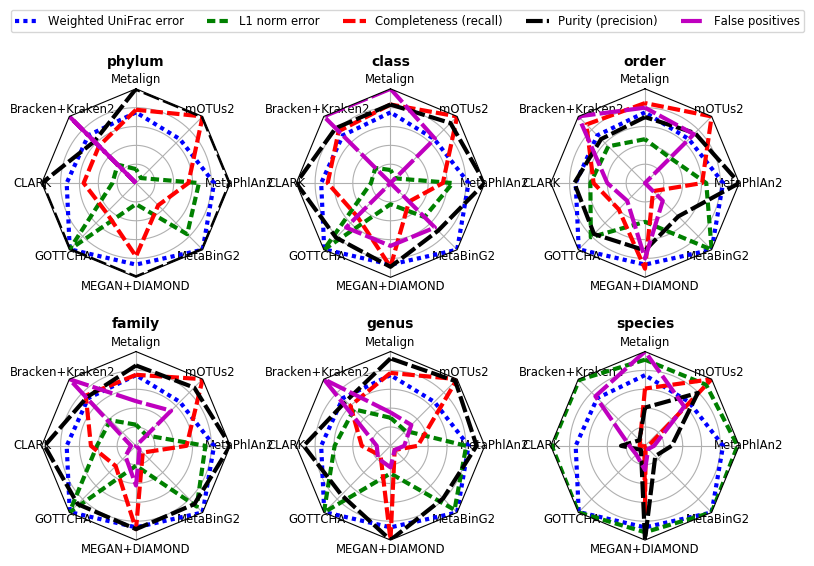 Weighted UniFrac error L1 norm error Completeness (recall) Purity (precision) False positives
phylum class order
Metalign Metalign Metalign
Bracken+Kraken2 mOTUs2 Bracken+Kraken2 mOTUs2 Bracken+Kraken2 mOTUs2
CLARK MetaPhlAn2 CLARK MetaPhlAn2 CLARK MetaPhlAn2
GOTTCHA MetaBinG2 GOTTCHA MetaBinG2 GOTTCHA MetaBinG2
MEGAN+DIAMOND MEGAN+DIAMOND MEGAN+DIAMOND
family genus species
Metalign Metalign Metalign
Bracken+Kraken2 mOTUs2 Bracken+Kraken2 mOTUs2 Bracken+Kraken2 mOTUs2
CLARK MetaPhlAn2 CLARK MetaPhlAn2 CLARK MetaPhlAn2
GOTTCHA MetaBinG2 GOTTCHA MetaBinG2 GOTTCHA MetaBinG2
MEGAN+DIAMOND MEGAN+DIAMOND MEGAN+DIAMOND